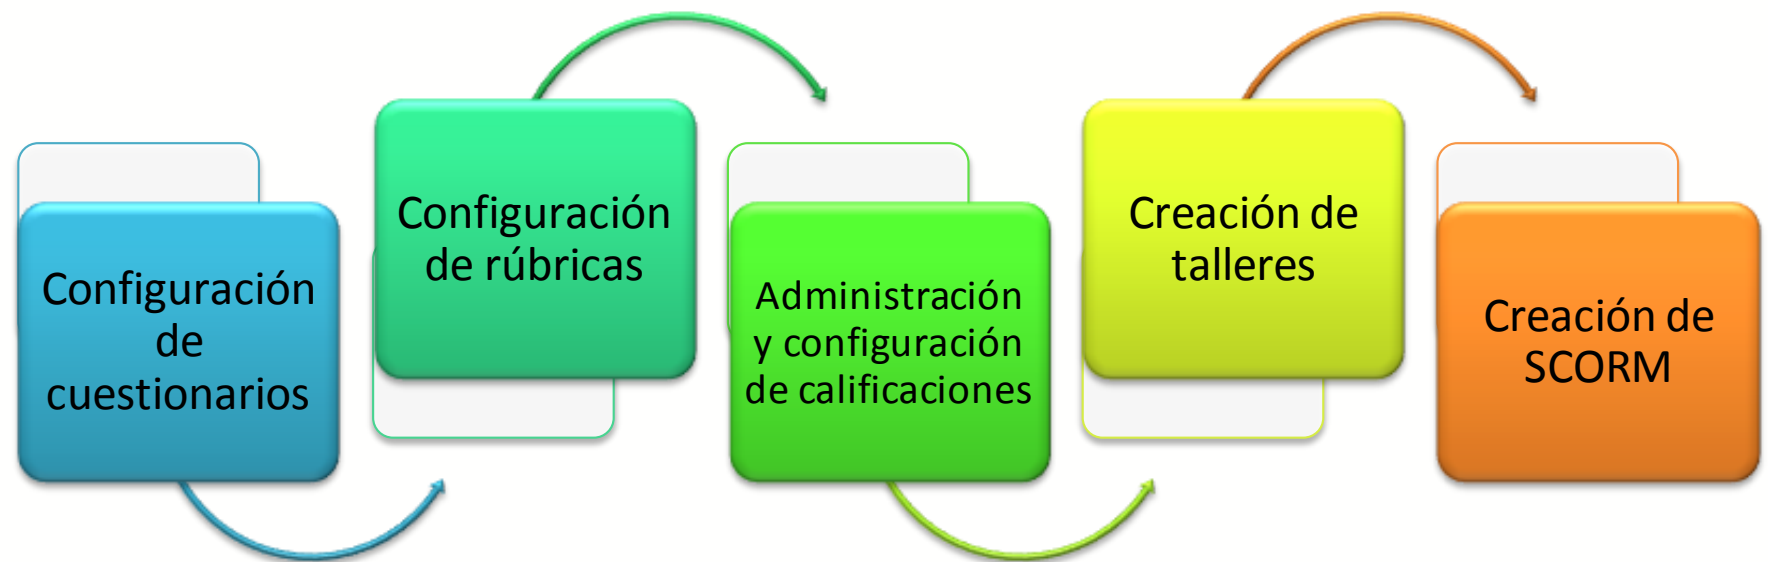 Configuración
de
cuestionarios
Configuración
de rúbricas
Administración
y configuración
de calificaciones
Creación de
talleres
Creación de
SCORM